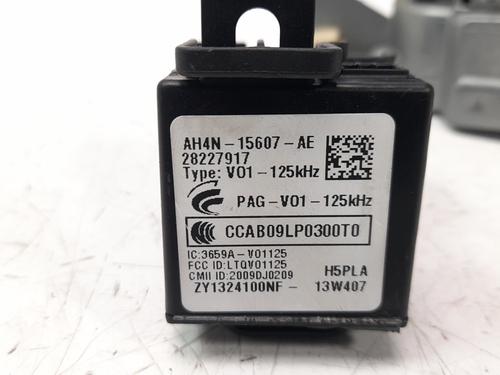 AH4N - 15607 - AE
28227917
Type: V01 - 125kHz
PAG - V01 - 125kHz
CCAB09LP0300T0
IC:3659A - V01125
FCC ID:LTQV01125
CMII ID: 2009DJ0209
H5PLA
ZY1324100NF - 13W407